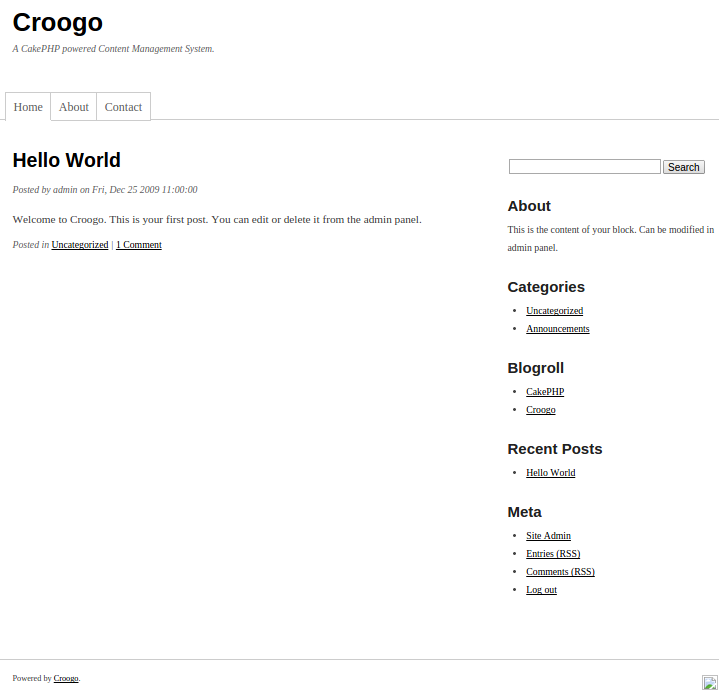 Croogo
A CakePHP powered Content Management System.
Home About Contact
Hello World
Posted by admin on Fri, Dec 25 2009 11:00:00
Welcome to Croogo. This is your first post. You can edit or delete it from the admin panel.
Posted in Uncategorized | 1 Comment
Search
About
This is the content of your block. Can be modified in
admin panel.
Categories
Uncategorized
Announcements
Blogroll
CakePHP
Croogo
Recent Posts
Hello World
Meta
Site Admin
Entries (RSS)
Comments (RSS)
Log out
Powered by Croogo.